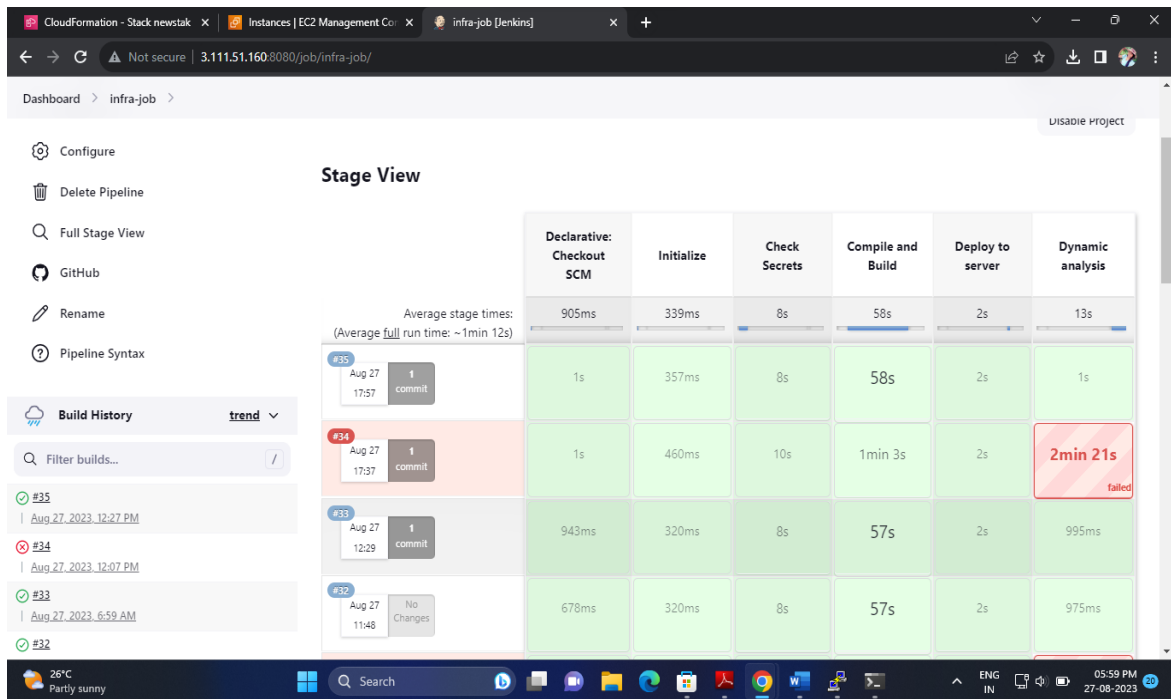 CloudFormation - Stack newstak
Instances | EC2 Management Cor
infra-job [Jenkins]
Not secure | 3.111.51.160:8080/job/infra-job/
Dashboard > infra-job >
Disable Project
Configure
Delete Pipeline
Full Stage View
GitHub
Rename
Pipeline Syntax
Build History
trend
Filter builds...
/
#35
Aug 27, 2023, 12:27 PM
#34
Aug 27, 2023, 12:07 PM
#33
Aug 27, 2023, 6:59 AM
#32
Stage View
Declarative:
Checkout
SCM
Initialize
Check
Secrets
Compile and
Build
Deploy to
server
Dynamic
analysis
Average stage times:
(Average full run time: ~1min 12s)
905ms
339ms
8s
58s
2s
13s
#35
Aug 27
17:57
1
commit
1s
357ms
8s
58s
2s
1s
#34
Aug 27
17:37
1
commit
1s
460ms
10s
1min 3s
2s
2min 21s
failed
#33
Aug 27
12:29
1
commit
943ms
320ms
8s
57s
2s
995ms
#32
Aug 27
11:48
No
Changes
678ms
320ms
8s
57s
2s
975ms
26°C
Partly sunny
Search
ENG
IN
05:59 PM
27-08-2023
20